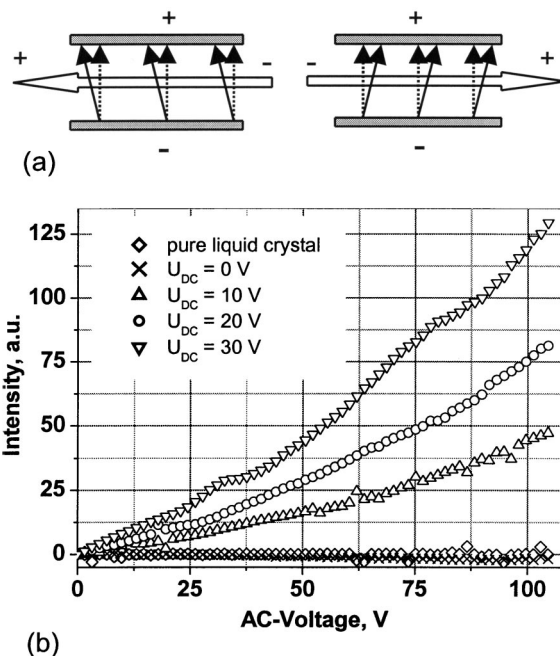 + +
+ - - +
- -
(a)
125
100
75
50
25
0
Intensity, a.u.
pure liquid crystal
U_DC = 0 V
U_DC = 10 V
U_DC = 20 V
U_DC = 30 V
0 25 50 75 100
AC-Voltage, V
(b)